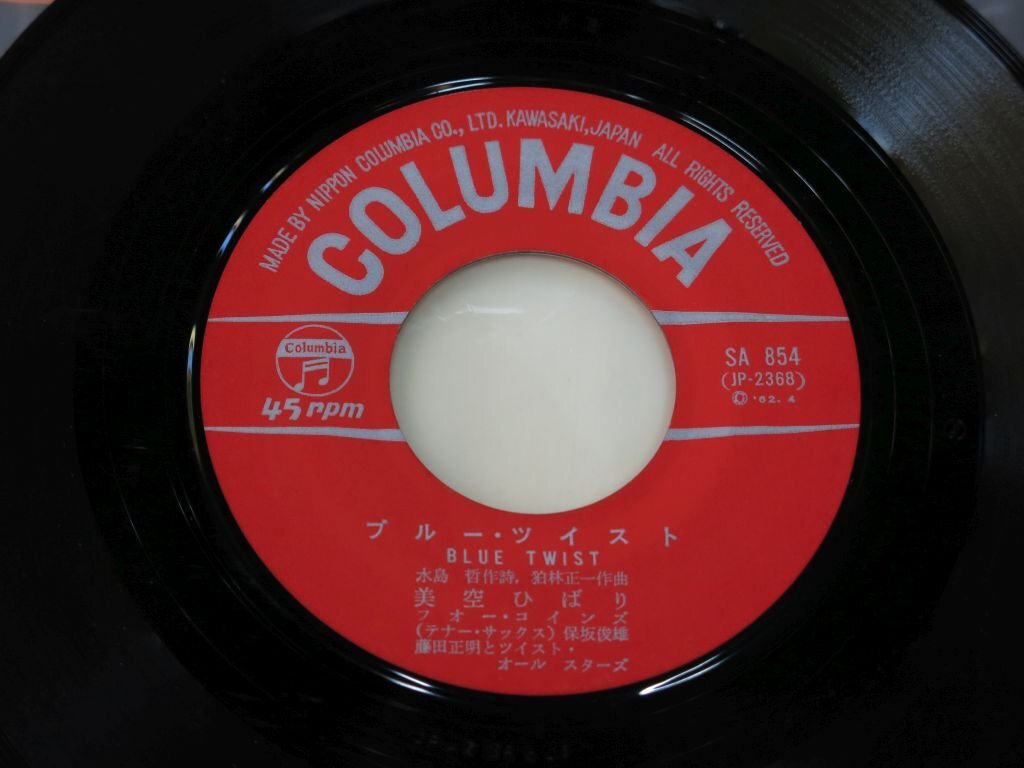 MADE BY NIPPON COLUMBIA CO., LTD. KAWASAKI, JAPAN ALL RIGHTS RESERVED
COLUMBIA
Columbia
45 rpm
SA 854
(JP-2368)
'62. 4
ブルー・ツイスト
BLUE TWIST
水島 哲作詩, 狛林正一作曲
美空ひばり
フォー・コインズ
(テナー・サックス) 保坂俊雄
藤田正明とツイスト・
オール スターズ